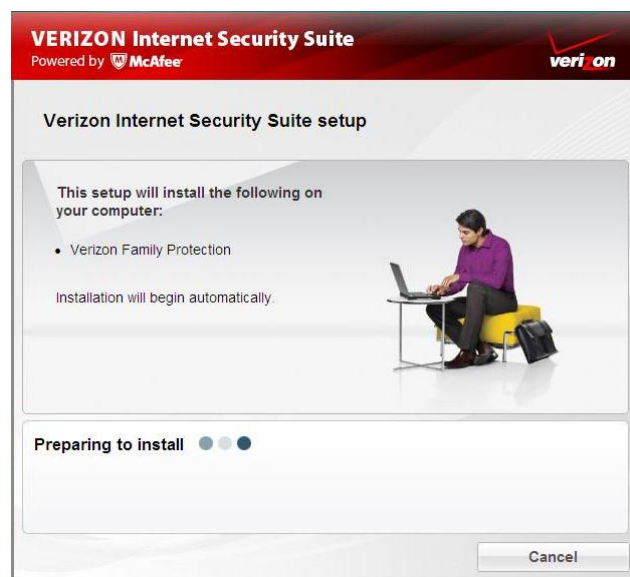 VERIZON Internet Security Suite
Powered by McAfee
verizon
Verizon Internet Security Suite setup
This setup will install the following on
your computer:
• Verizon Family Protection
Installation will begin automatically.
Preparing to install
Cancel